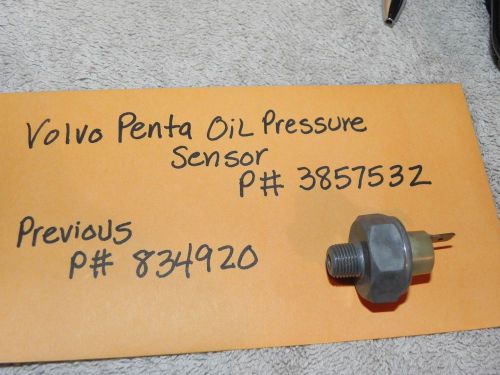 Volvo Penta Oil Pressure
Sensor
P# 3857532
Previous
P# 834920